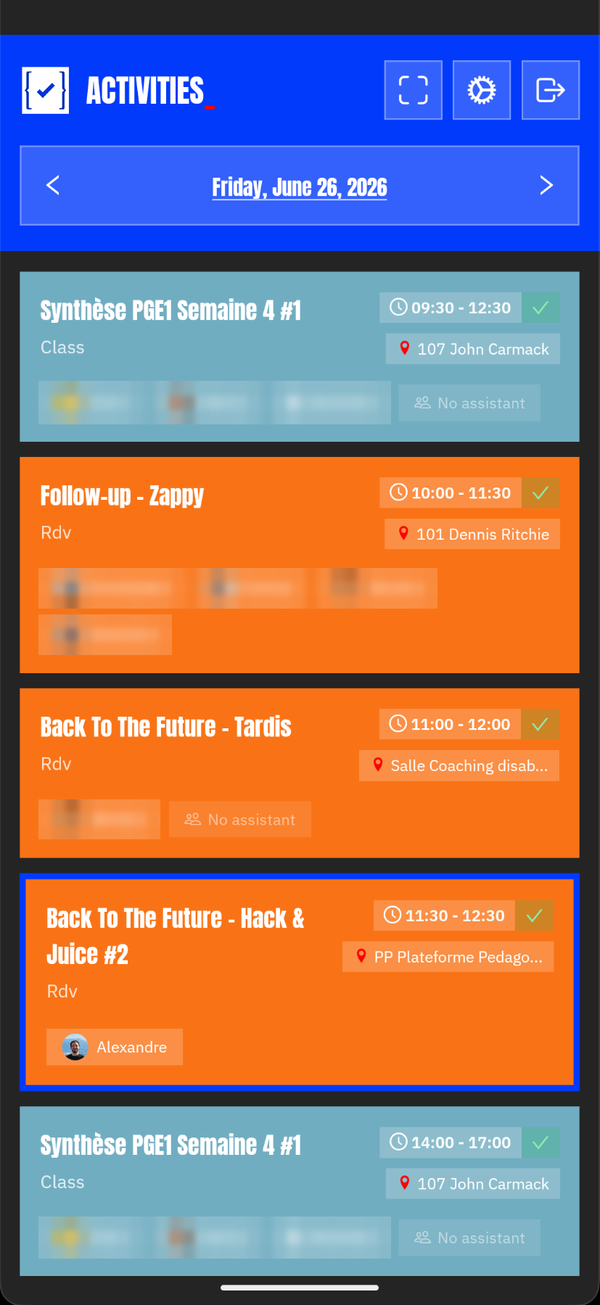 ACTIVITIES_
Friday, June 26, 2026
Synthèse PGE1 Semaine 4 #1
09:30 - 12:30
Class
107 John Carmack
No assistant
Follow-up - Zappy
10:00 - 11:30
Rdv
101 Dennis Ritchie
Back To The Future - Tardis
11:00 - 12:00
Rdv
Salle Coaching disab...
No assistant
Back To The Future - Hack &
Juice #2
11:30 - 12:30
PP Plateforme Pedago...
Rdv
Alexandre
Synthèse PGE1 Semaine 4 #1
14:00 - 17:00
Class
107 John Carmack
No assistant